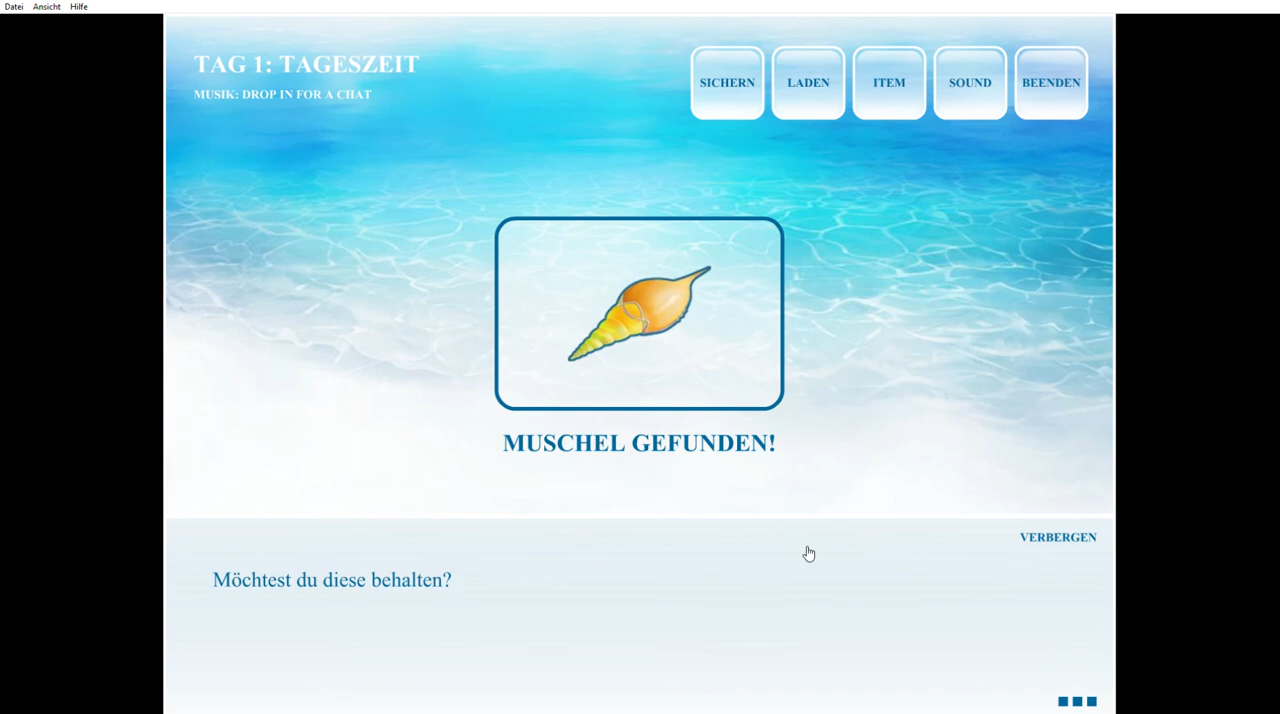 Datei Ansicht Hilfe
TAG 1: TAGESZEIT
MUSIK: DROP IN FOR A CHAT
SICHERN LADEN ITEM SOUND BEENDEN
MUSCHEL GEFUNDEN!
VERBERGEN
Möchtest du diese behalten?